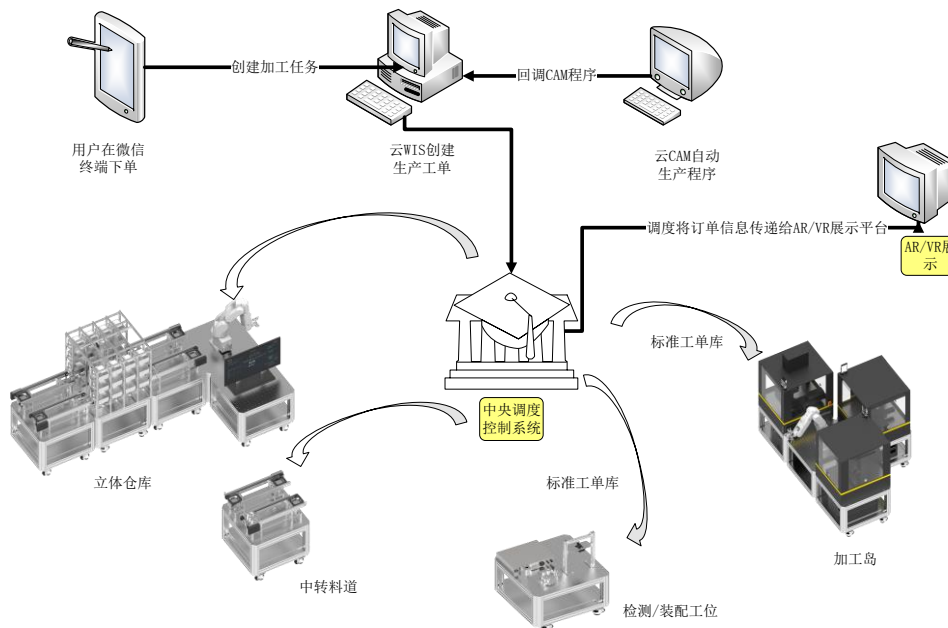 创建加工任务
回调CAM程序
用户在微信
终端下单
云WIS创建
生产工单
云CAM自动
生产程序
调度将订单信息传递给AR/VR展示平台
AR/VR展
示
标准工单库
中央调度
控制系统
立体仓库
标准工单库
中转料道
加工岛
检测/装配工位